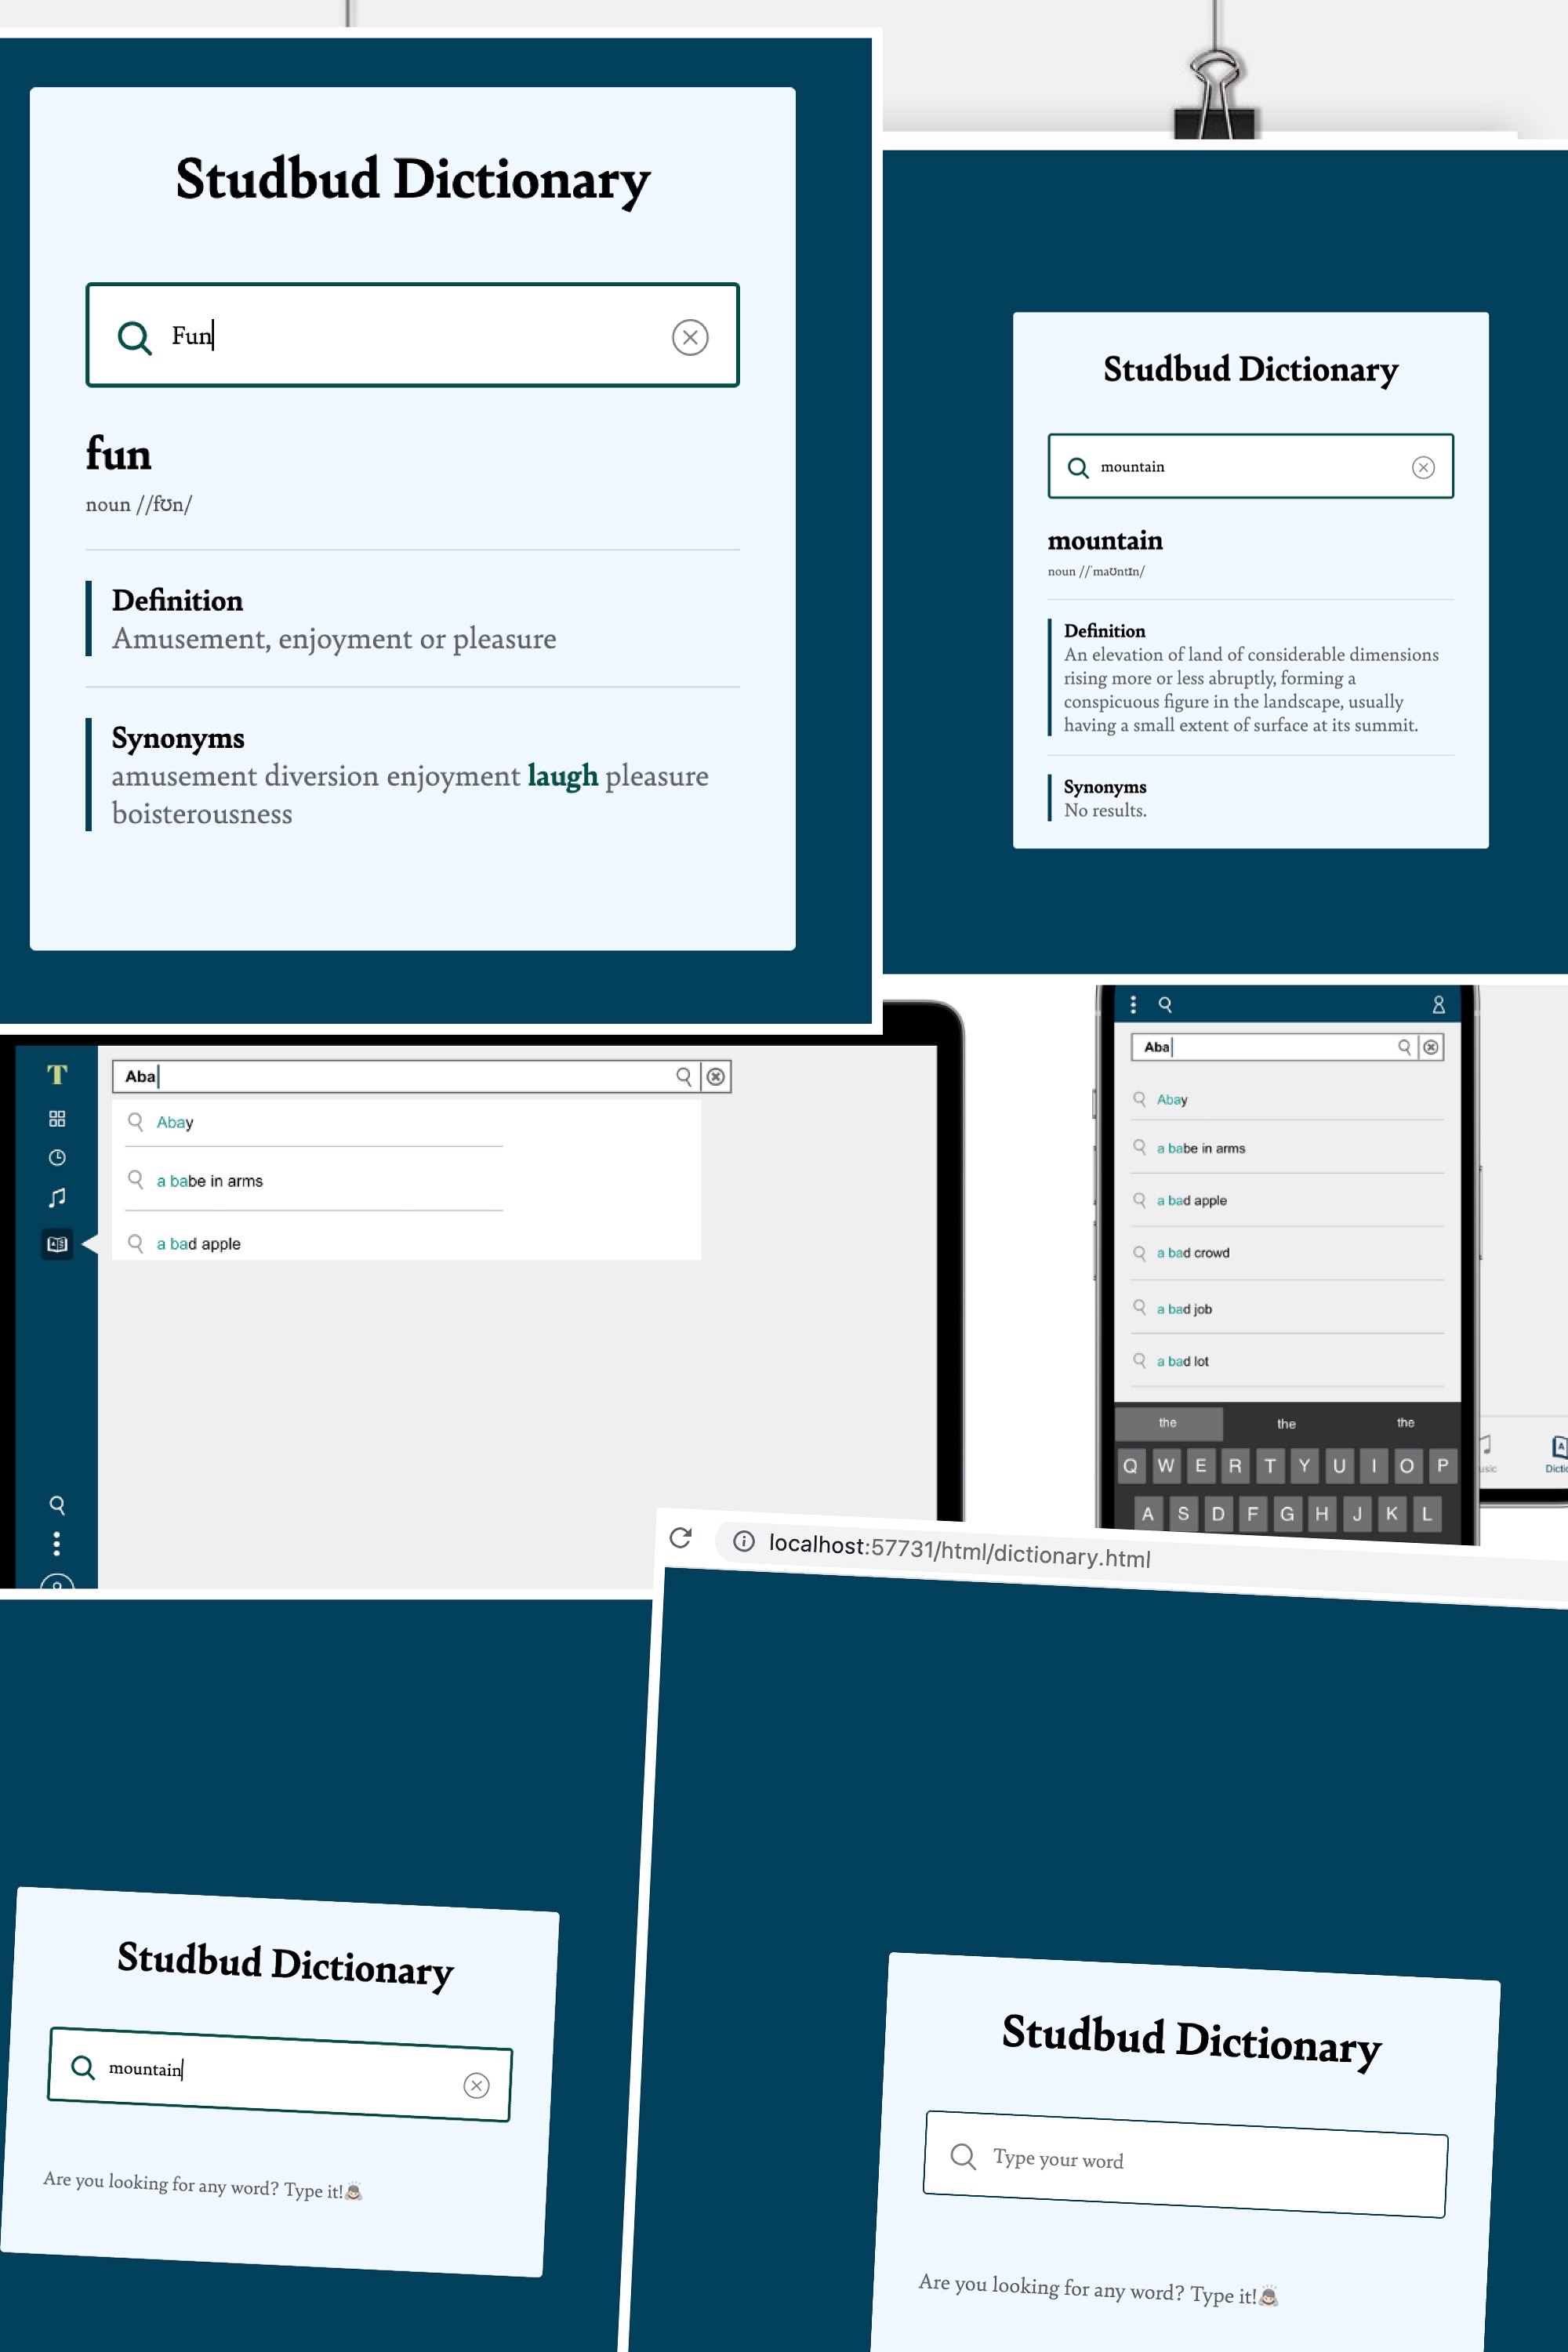 Studbud Dictionary
Fun
fun
noun //fʊn/
Definition
Amusement, enjoyment or pleasure
Synonyms
amusement diversion enjoyment laugh pleasure
boisterousness
Studbud Dictionary
mountain
mountain
noun //ˈmaʊntɪn/
Definition
An elevation of land of considerable dimensions
rising more or less abruptly, forming a
conspicuous figure in the landscape, usually
having a small extent of surface at its summit.
Synonyms
No results.
T
Aba
Abay
a babe in arms
a bad apple
Aba
Abay
a babe in arms
a bad apple
a bad crowd
a bad job
a bad lot
the the the
Q W E R T Y U I O P
A S D F G H J K L
usic Dictio
localhost:57731/html/dictionary.html
Studbud Dictionary
mountain
Are you looking for any word? Type it!
Studbud Dictionary
Type your word
Are you looking for any word? Type it!